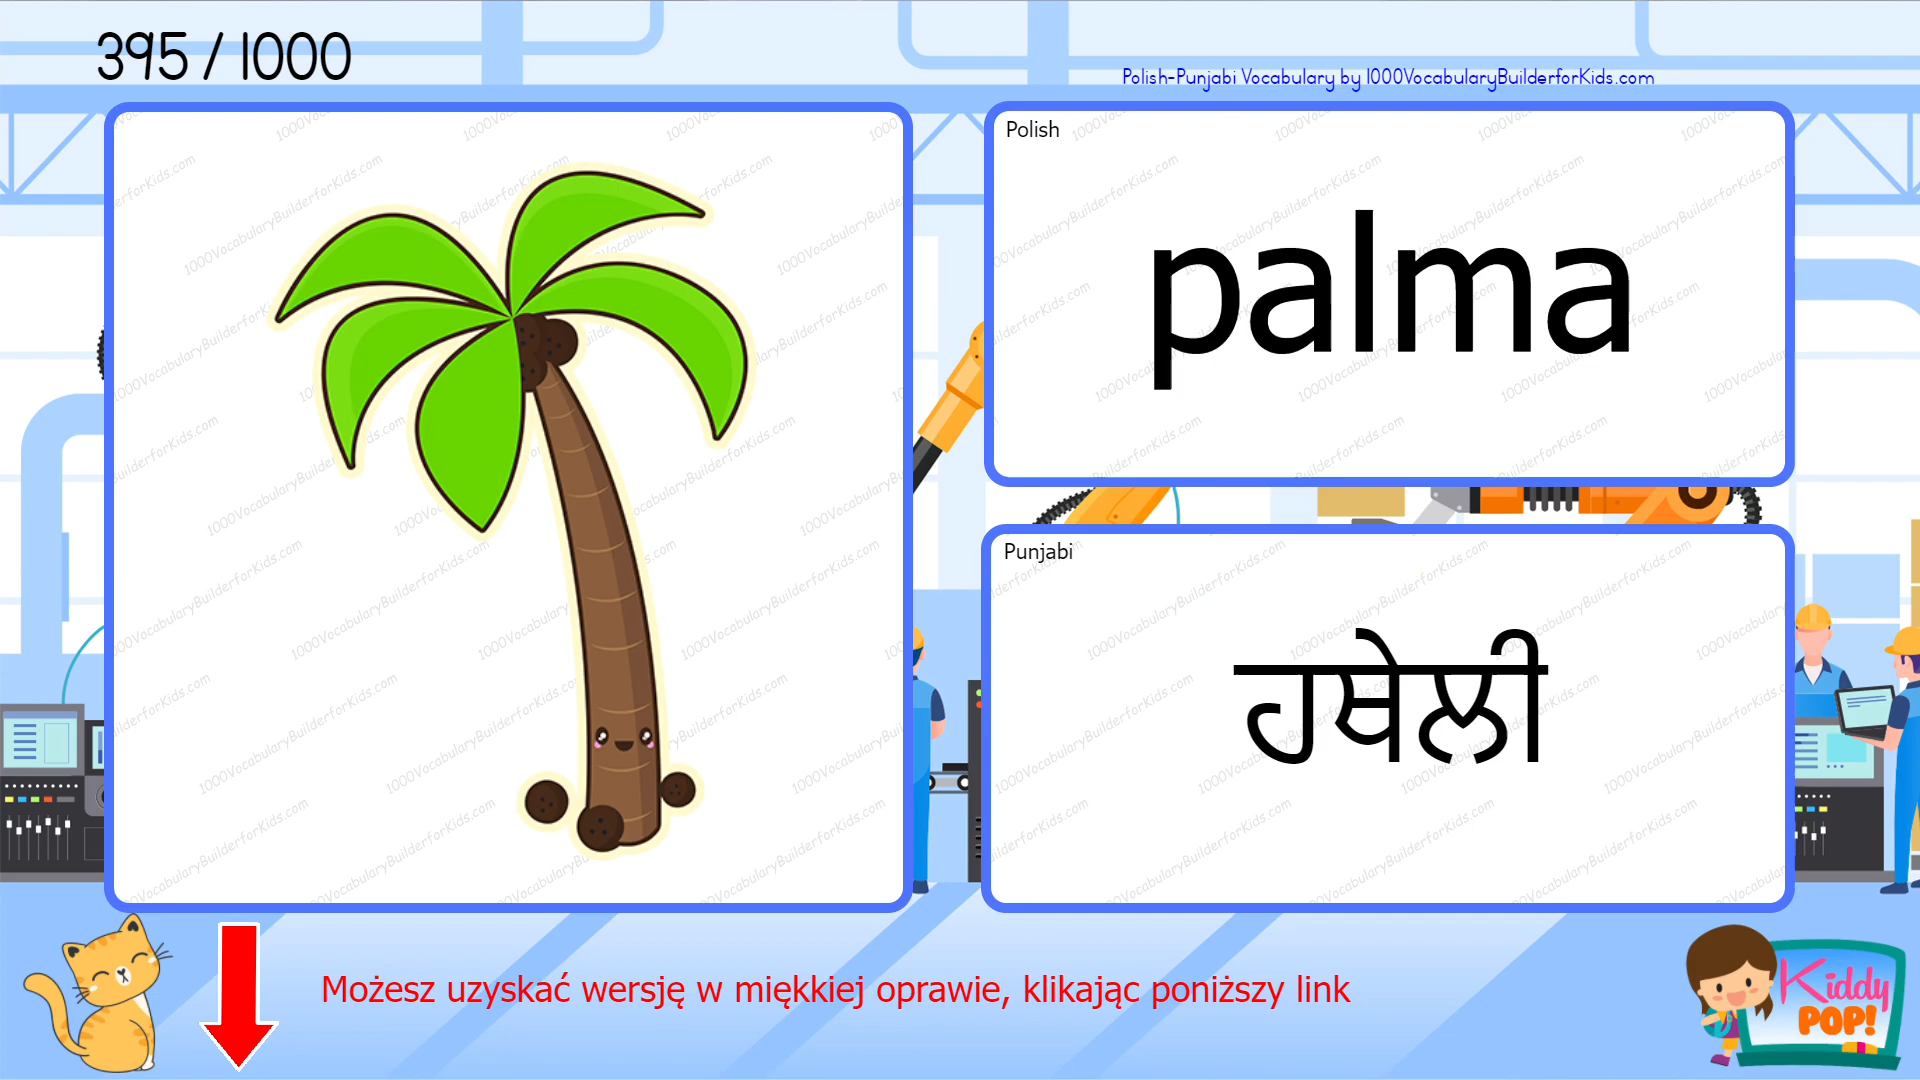 395 / 1000
Polish-Punjabi Vocabulary by 1000VocabularyBuilderforKids.com
Polish
palma
Punjabi
ਹਥੇਲੀ
Możesz uzyskać wersję w miękkiej oprawie, klikając poniższy link
Kiddy
POP!